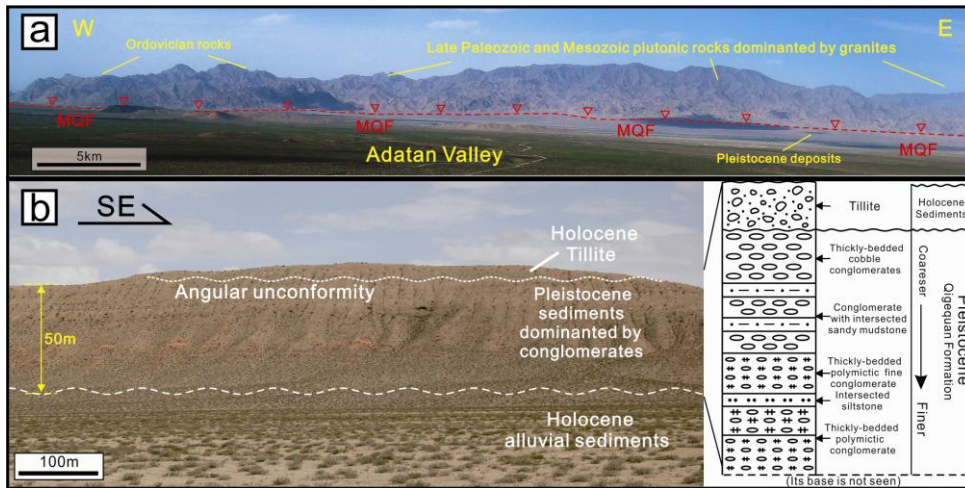 a
W
E
Ordovician rocks
Late Paleozoic and Mesozoic plutonic rocks dominanted by granites
MQF
MQF
MQF
MQF
5km
Adatan Valley
Pleistocene deposits
b
SE
Holocene
Tillite
Angular unconformity
Pleistocene
sediments
dominanted by
conglomerates
50m
Holocene
alluvial sediments
100m
Tillite
Holocene
Sediments
Thickly-bedded
cobble
conglomerates
Conglomerate
with intersected
sandy mudstone
Thickly-bedded
polymictic fine
conglomerate
Intersected
siltstone
Thickly-bedded
polymictic
conglomerate
Coareser
Finer
Pleistocene
Qigequan Formation
(Its base is not seen)